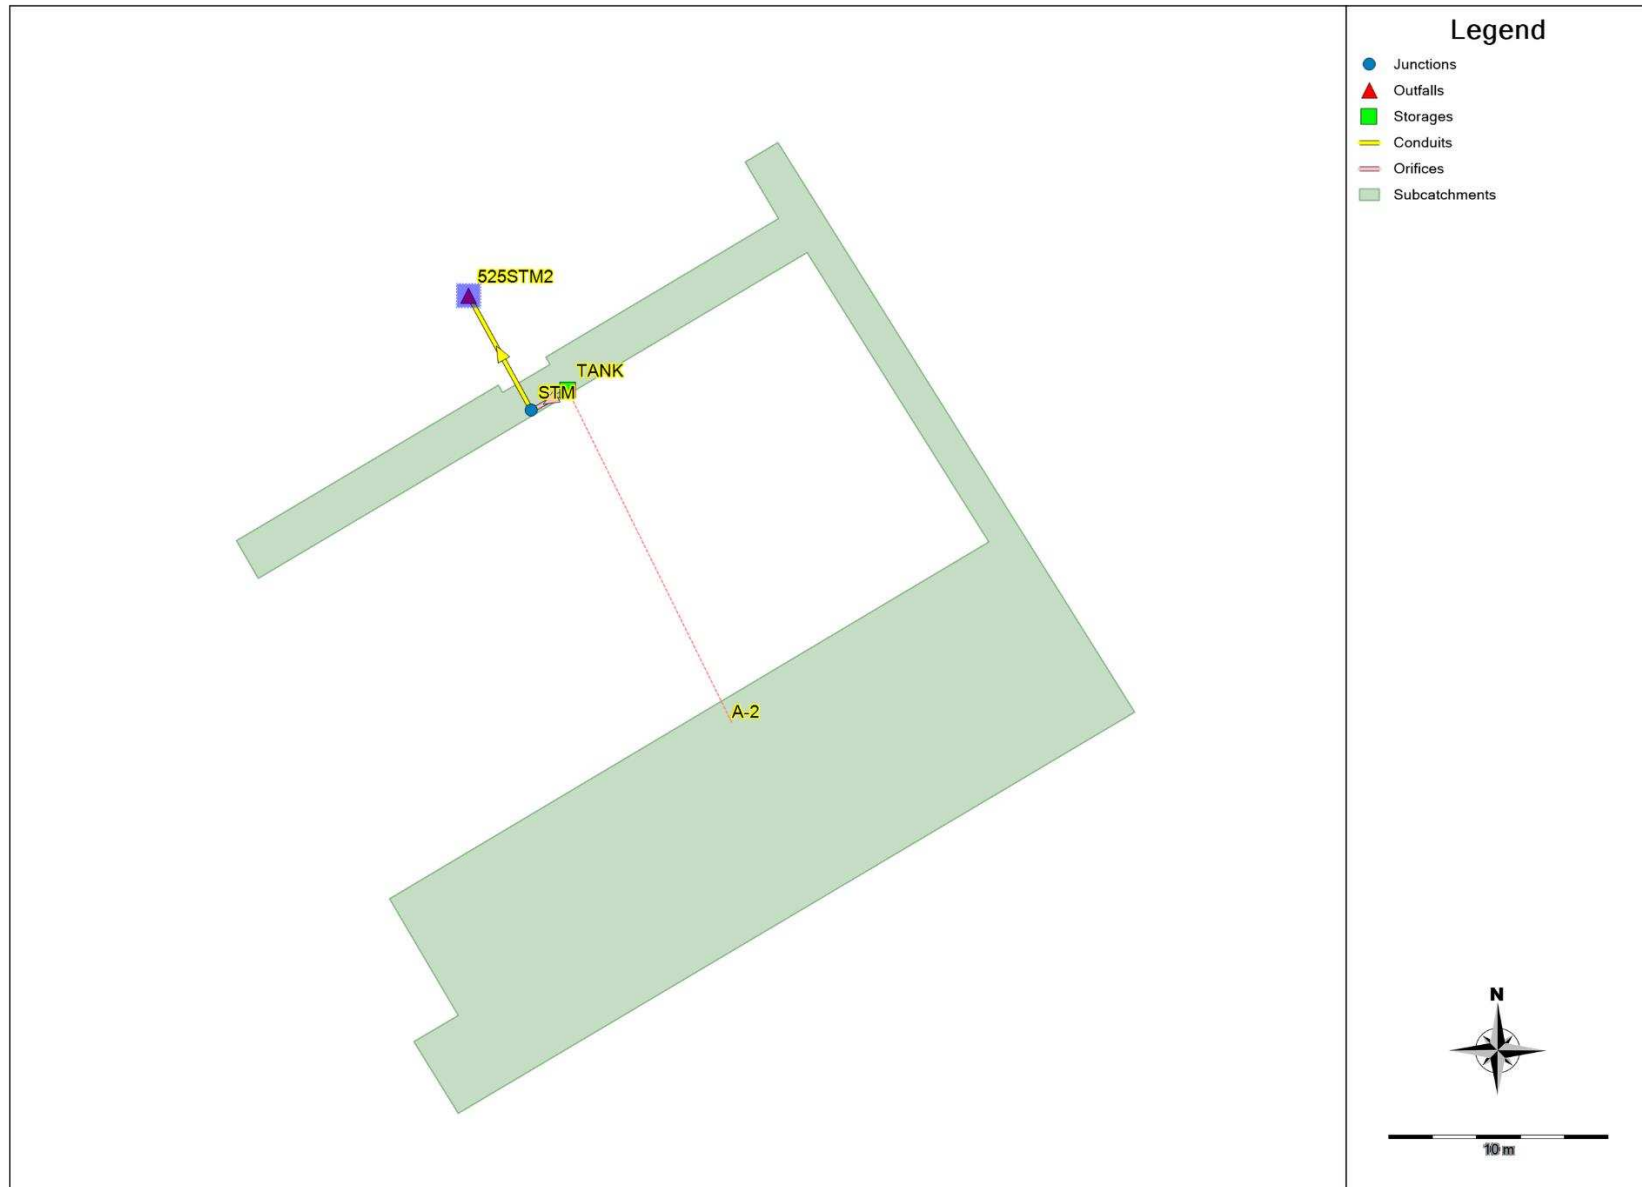 Legend
Junctions
Outfalls
Storages
Conduits
Orifices
Subcatchments
525STM2
TANK
STM
A-2
N
10 m